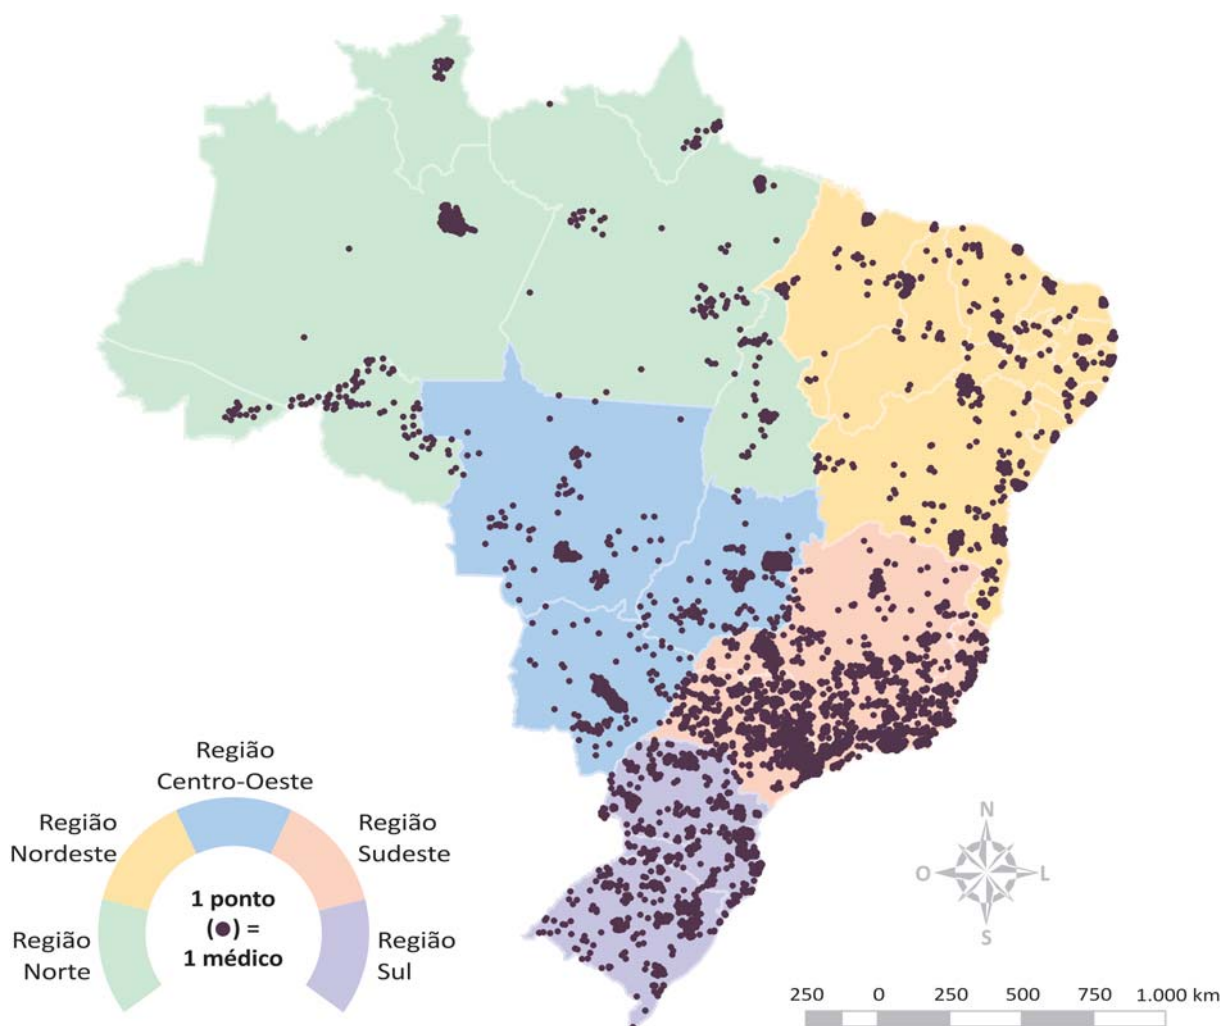 Região
Centro-Oeste
Região
Nordeste
Região
Sudeste
1 ponto
(●) =
1 médico
Região
Norte
Região
Sul
N
O
L
S
250 0 250 500 750 1.000 km